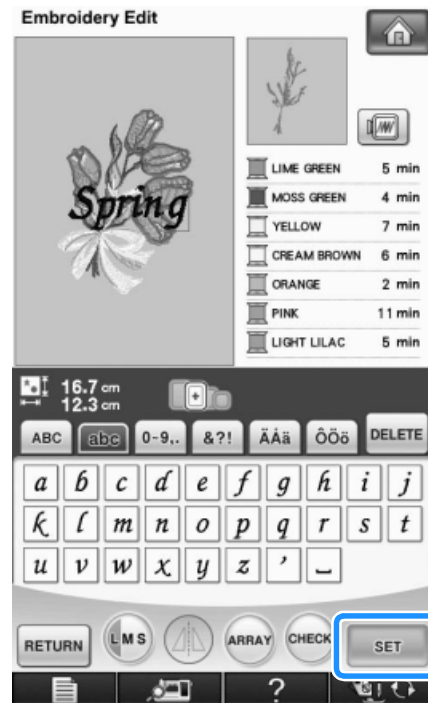 Embroidery Edit
Spring
LIME GREEN 5 min
MOSS GREEN 4 min
YELLOW 7 min
CREAM BROWN 6 min
ORANGE 2 min
PINK 11 min
LIGHT LILAC 5 min
16.7 cm
12.3 cm
ABC abc 0-9,. &?! ÄÅä ÔÖö DELETE
a b c d e f g h i j
k l m n o p q r s t
u v w x y z ’ _
RETURN L M S ARRAY CHECK SET
?